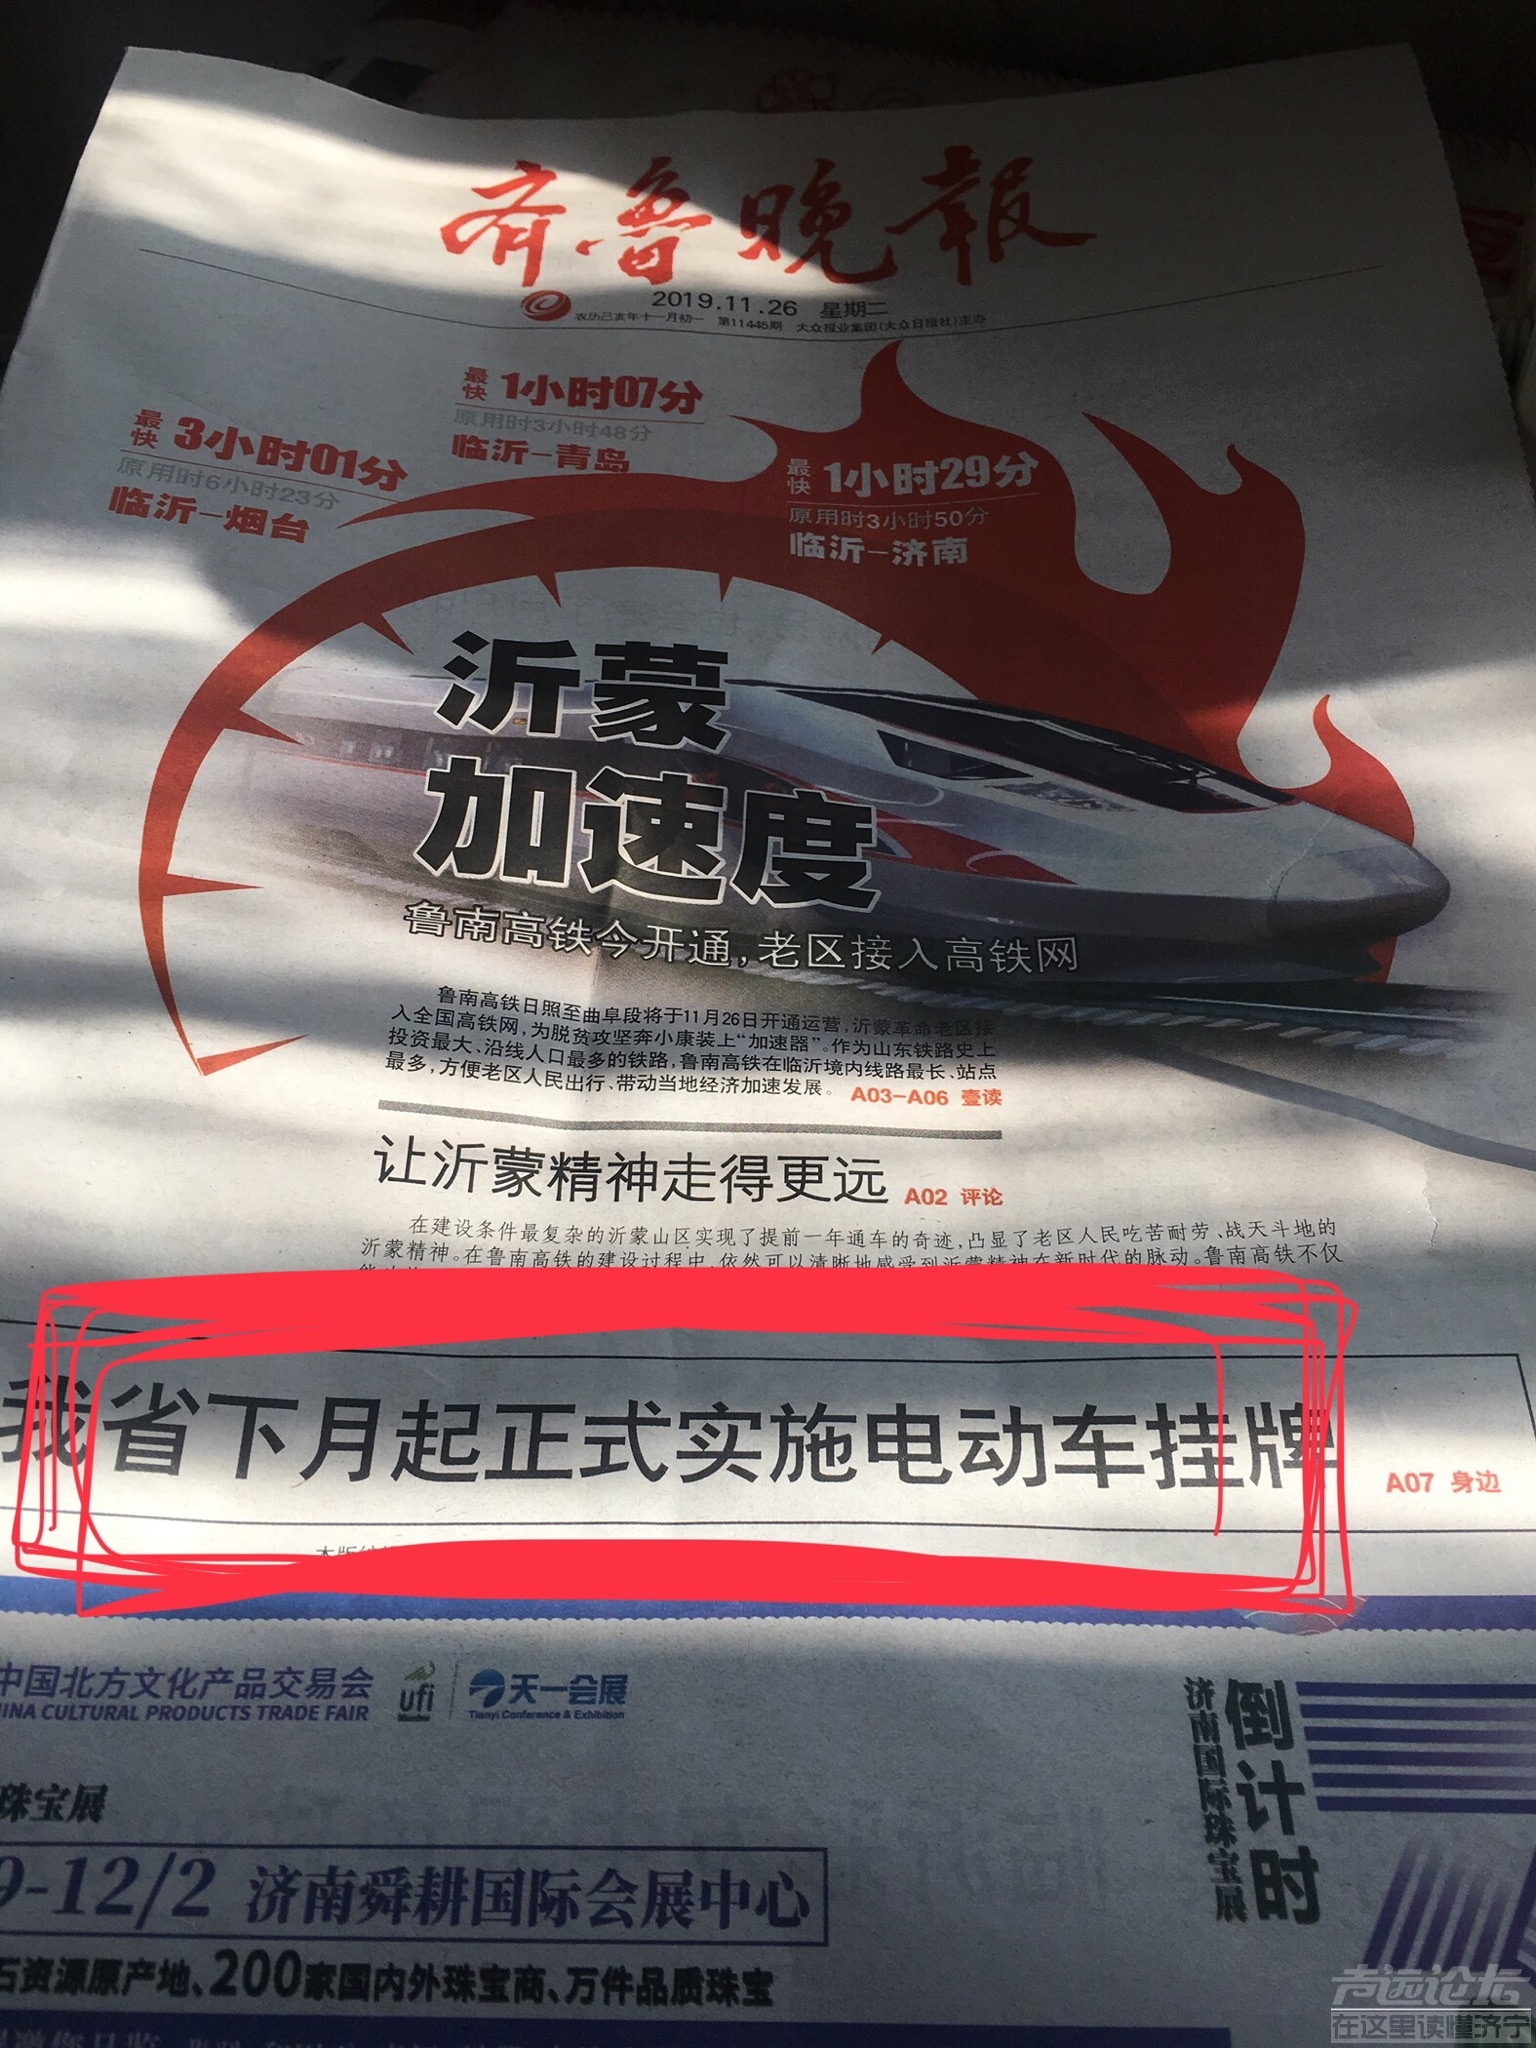 齐鲁晚報
2019.11.26 星期二
农历己亥年十一月初一 第11445期 大众报业集团(大众日报社)主办
最快 1小时07分
原用时3小时48分
临沂-青岛
最快 3小时01分
原用时6小时23分
临沂-烟台
最快 1小时29分
原用时3小时50分
临沂-济南
沂蒙
加速度
鲁南高铁今开通,老区接入高铁网
鲁南高铁日照至曲阜段将于11月26日开通运营,沂蒙革命老区接
入全国高铁网,为脱贫攻坚奔小康装上“加速器”。作为山东铁路史上
投资最大、沿线人口最多的铁路,鲁南高铁在临沂境内线路最长、站点
最多,方便老区人民出行、带动当地经济加速发展。 A03-A06 壹读
让沂蒙精神走得更远 A02 评论
在建设条件最复杂的沂蒙山区实现了提前一年通车的奇迹,凸显了老区人民吃苦耐劳、战天斗地的
沂蒙精神。在鲁南高铁的建设过程中,依然可以清晰地感受到沂蒙精神在新时代的脉动。鲁南高铁不仅
我省下月起正式实施电动车挂牌 A07 身边
中国北方文化产品交易会 ufi 天一会展
INA CULTURAL PRODUCTS TRADE FAIR Tianyi Conference & Exhibition
倒计时
济南国际珠宝展
珠宝展
9-12/2 济南舜耕国际会展中心
石资源原产地、200家国内外珠宝商、万件品质珠宝
声远论坛
在这里读懂济宁